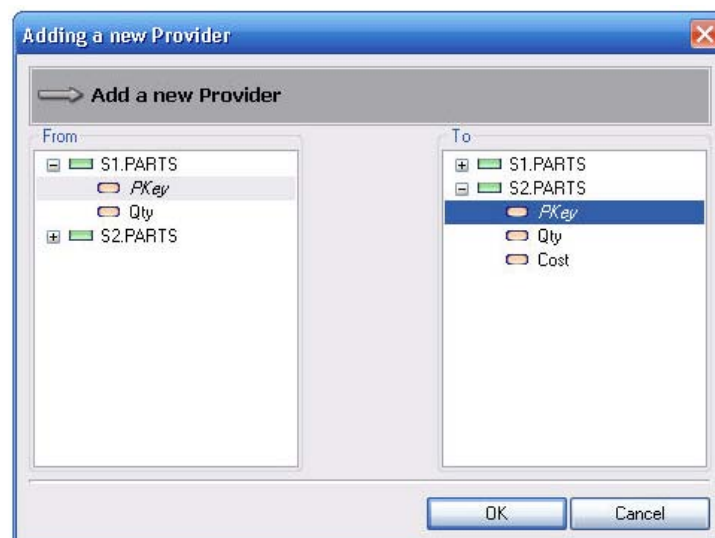 Adding a new Provider
Add a new Provider
From
S1.PARTS
PKey
Qty
S2.PARTS
To
S1.PARTS
S2.PARTS
PKey
Qty
Cost
OK
Cancel